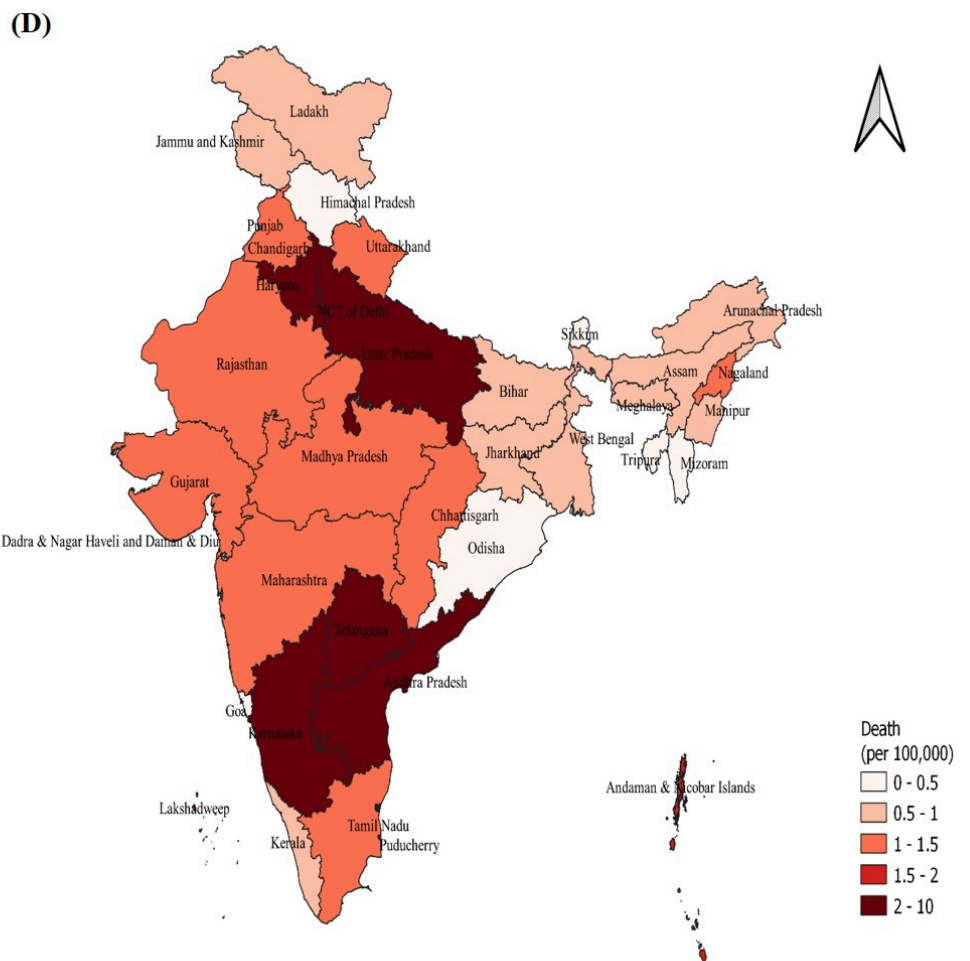 (D)
Ladakh
Jammu and Kashmir
Himachal Pradesh
Punjab
Chandigarh
Uttarakhand
Haryana
NCT of Delhi
Arunachal Pradesh
Sikkim
Rajasthan
Uttar Pradesh
Assam
Nagaland
Bihar
Meghalaya
Manipur
West Bengal
Madhya Pradesh
Jharkhand
Tripura
Mizoram
Gujarat
Chhattisgarh
Dadra & Nagar Haveli and Daman & Diu
Odisha
Maharashtra
Telangana
Andhra Pradesh
Goa
Karnataka
Death
(per 100,000)
0 - 0.5
0.5 - 1
1 - 1.5
1.5 - 2
2 - 10
Andaman & Nicobar Islands
Lakshadweep
Tamil Nadu
Kerala
Puducherry